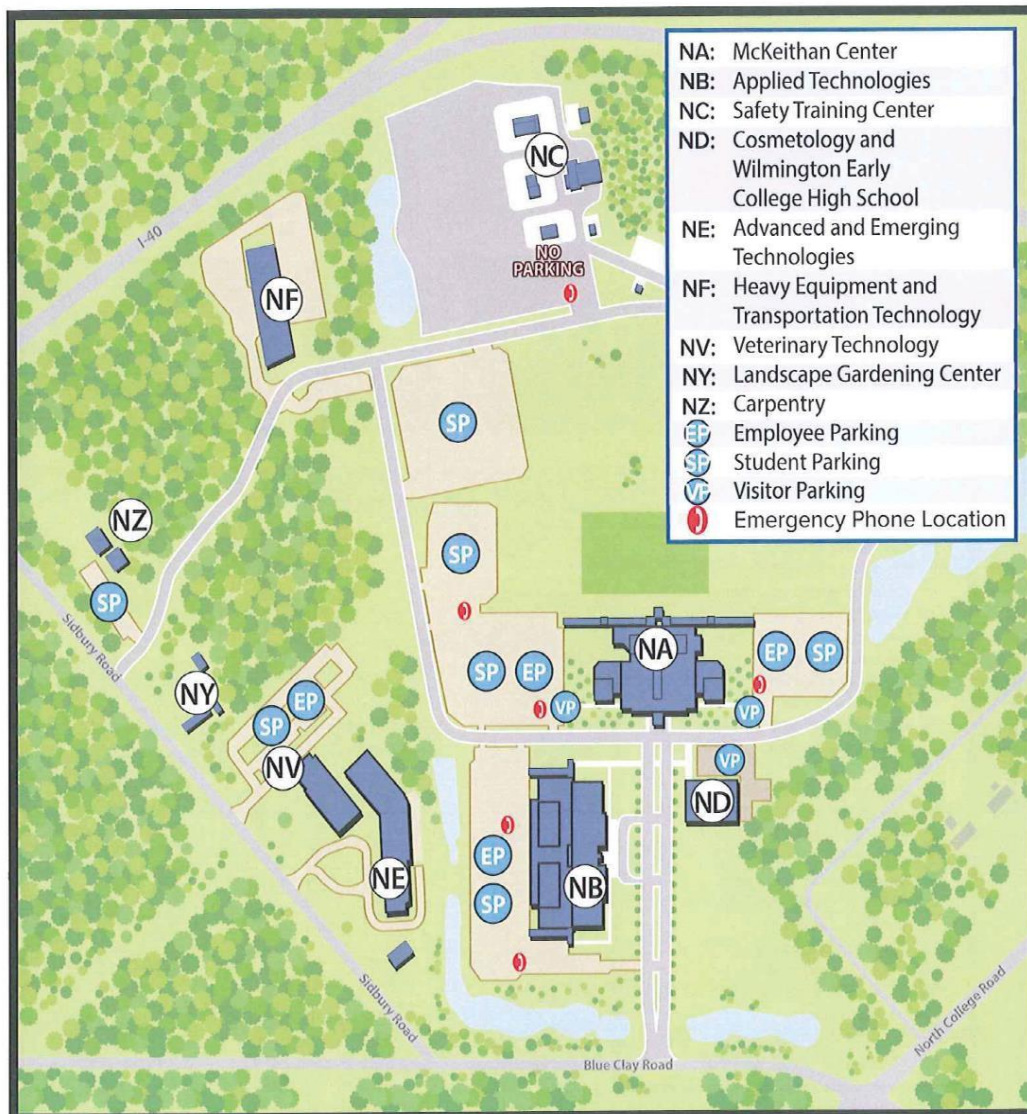 NA: McKeithan Center
NB: Applied Technologies
NC: Safety Training Center
ND: Cosmetology and
Wilmington Early
College High School
NE: Advanced and Emerging
Technologies
NF: Heavy Equipment and
Transportation Technology
NV: Veterinary Technology
NY: Landscape Gardening Center
NZ: Carpentry
EP Employee Parking
SP Student Parking
VP Visitor Parking
Emergency Phone Location
I-40
NC
NO
PARKING
NF
SP
NZ
SP
SP
Sidbury Road
NA
SP
EP
EP
SP
NY
EP
SP
VP
VP
NV
VP
ND
NE
EP
NB
SP
Sidbury Road
North College Road
Blue Clay Road